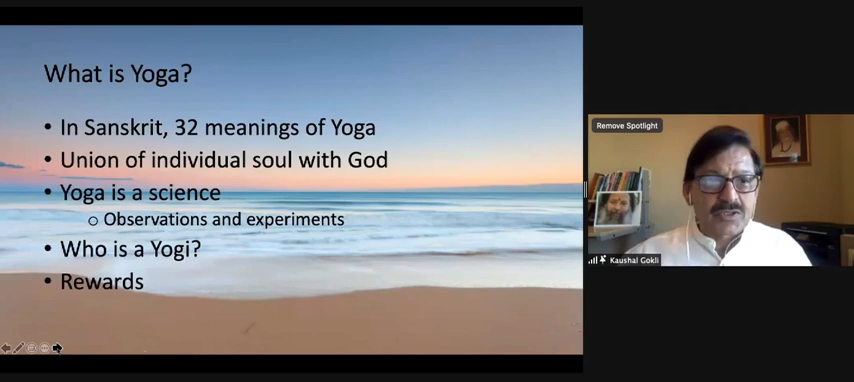 What is Yoga?
• In Sanskrit, 32 meanings of Yoga
• Union of individual soul with God
• Yoga is a science
o Observations and experiments
• Who is a Yogi?
• Rewards
Remove Spotlight
Kaushal Gokli